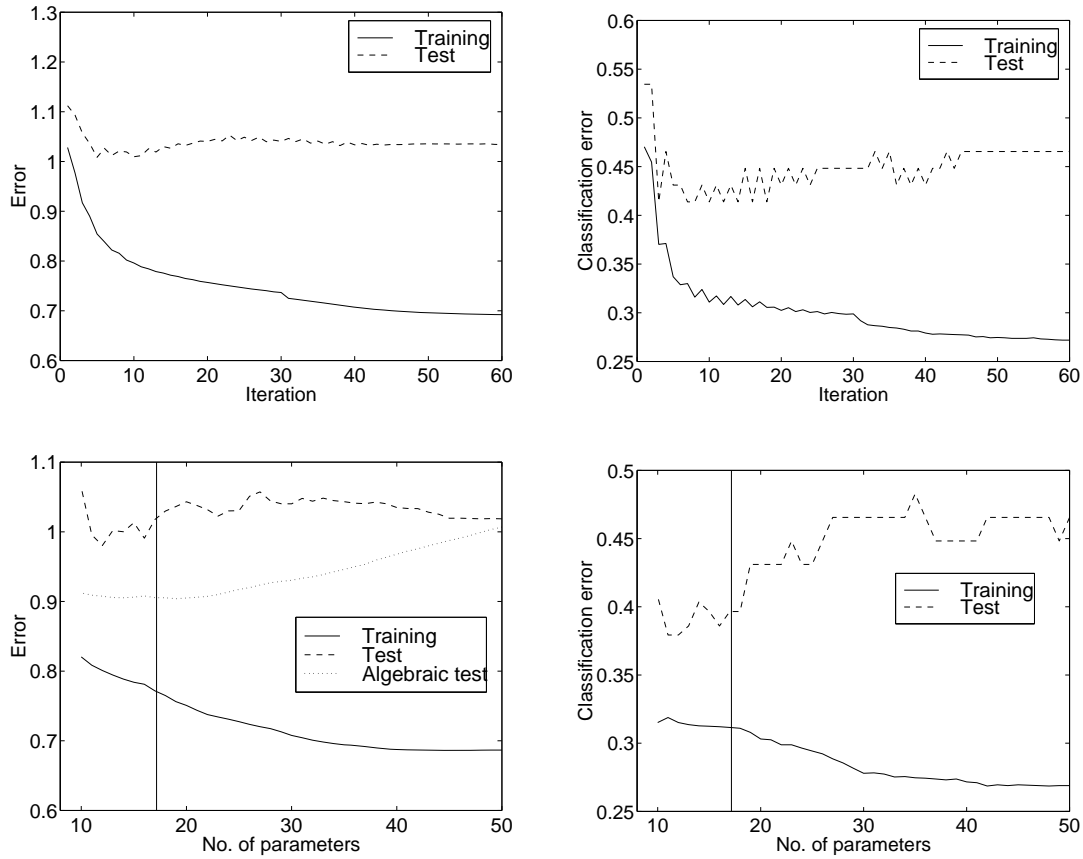 1.3
1.2
1.1
1
0.9
0.8
0.7
0.6
0 10 20 30 40 50 60
Iteration
Error
Training
Test
0.6
0.55
0.5
0.45
0.4
0.35
0.3
0.25
0 10 20 30 40 50 60
Iteration
Classification error
Training
Test
1.1
1
0.9
0.8
0.7
0.6
10 20 30 40 50
No. of parameters
Error
Training
Test
Algebraic test
0.5
0.45
0.4
0.35
0.3
0.25
10 20 30 40 50
No. of parameters
Classification error
Training
Test